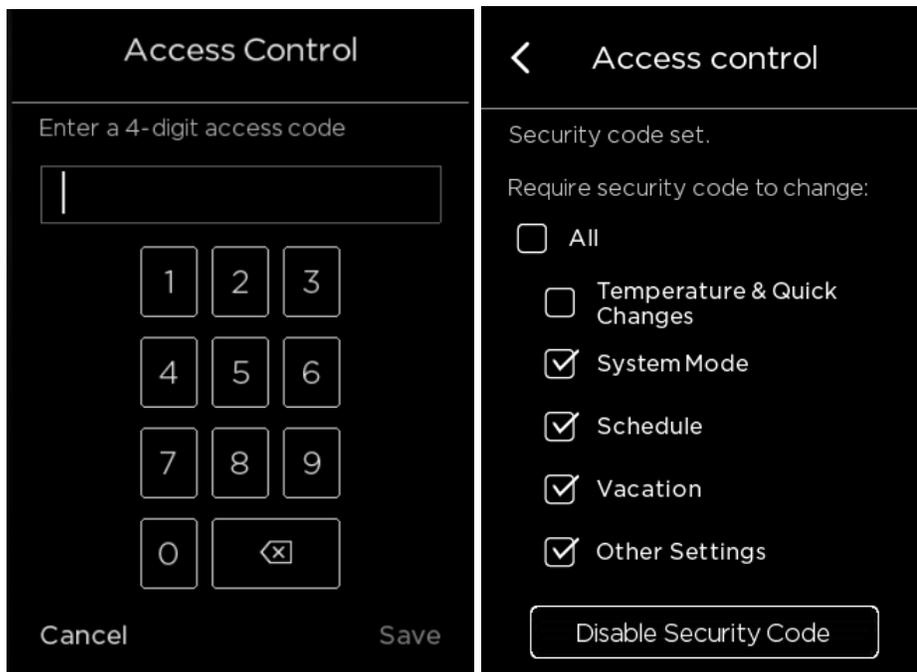 Access Control
Enter a 4-digit access code
1 2 3
4 5 6
7 8 9
0
Cancel Save
Access control
Security code set.
Require security code to change:
All
Temperature & Quick
Changes
System Mode
Schedule
Vacation
Other Settings
Disable Security Code